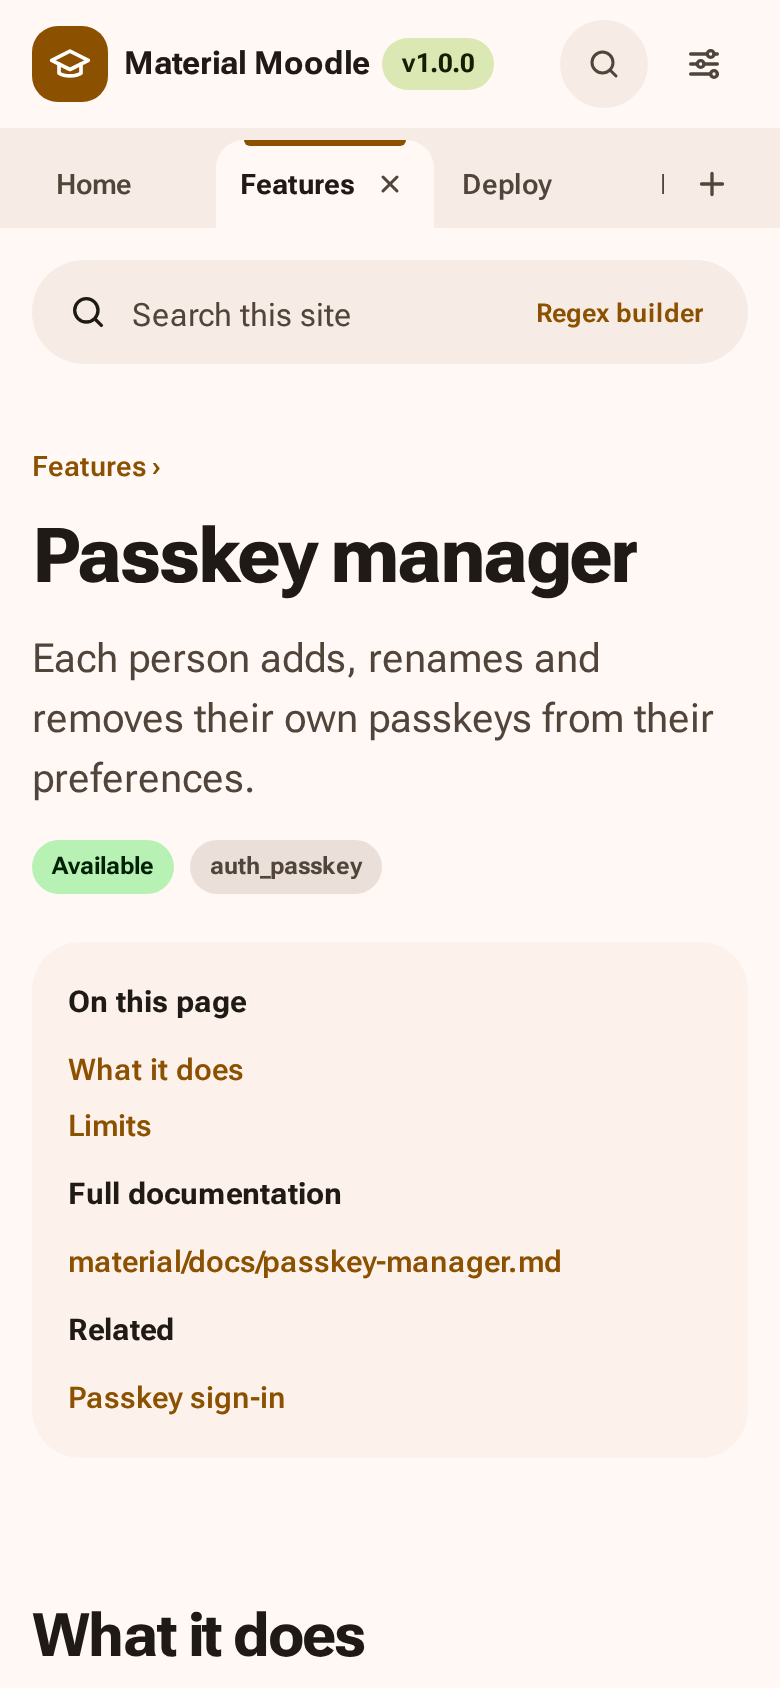 Material Moodle v1.0.0
Home Features Deploy
Search this site Regex builder
Features ›
Passkey manager
Each person adds, renames and
removes their own passkeys from their
preferences.
Available auth_passkey
On this page
What it does
Limits
Full documentation
material/docs/passkey-manager.md
Related
Passkey sign-in
What it does